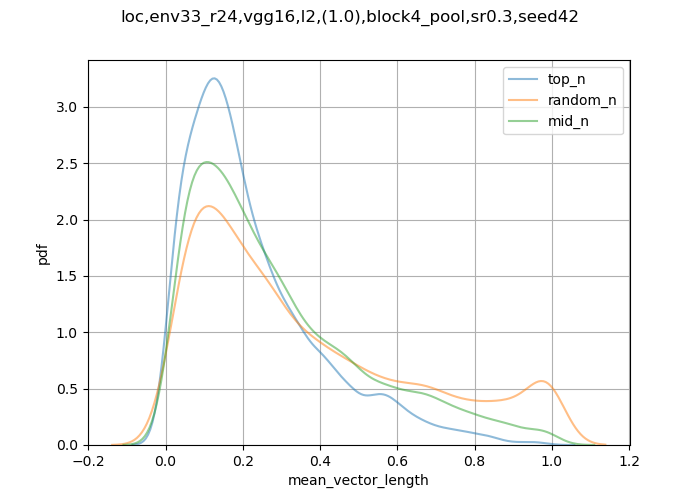 loc,env33_r24,vgg16,l2,(1.0),block4_pool,sr0.3,seed42
top_n
random_n
mid_n
pdf
3.0
2.5
2.0
1.5
1.0
0.5
0.0
−0.2 0.0 0.2 0.4 0.6 0.8 1.0 1.2
mean_vector_length